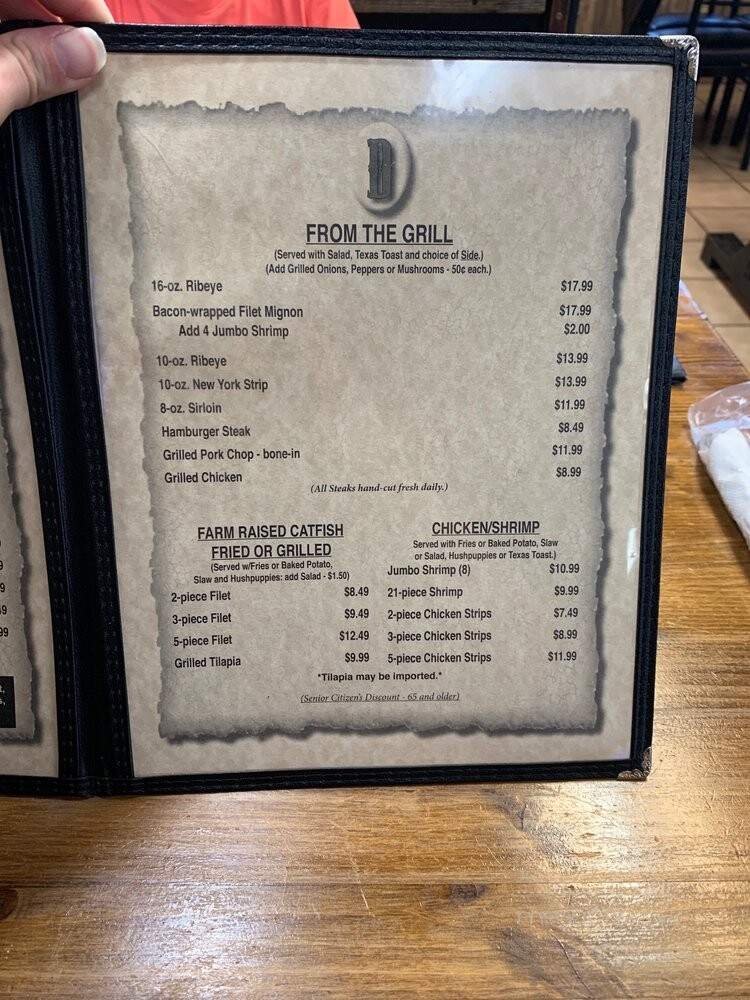 D
FROM THE GRILL
(Served with Salad, Texas Toast and choice of Side.)
(Add Grilled Onions, Peppers or Mushrooms - 50¢ each.)
16-oz. Ribeye $17.99
Bacon-wrapped Filet Mignon $17.99
Add 4 Jumbo Shrimp $2.00
10-oz. Ribeye $13.99
10-oz. New York Strip $13.99
8-oz. Sirloin $11.99
Hamburger Steak $8.49
Grilled Pork Chop - bone-in $11.99
Grilled Chicken $8.99
(All Steaks hand-cut fresh daily.)
FARM RAISED CATFISH
FRIED OR GRILLED
(Served w/Fries or Baked Potato,
Slaw and Hushpuppies: add Salad - $1.50)
2-piece Filet $8.49
3-piece Filet $9.49
5-piece Filet $12.49
Grilled Tilapia $9.99
CHICKEN/SHRIMP
Served with Fries or Baked Potato, Slaw
or Salad, Hushpuppies or Texas Toast.)
Jumbo Shrimp (8) $10.99
21-piece Shrimp $9.99
2-piece Chicken Strips $7.49
3-piece Chicken Strips $8.99
5-piece Chicken Strips $11.99
*Tilapia may be imported.*
(Senior Citizen's Discount - 65 and older)